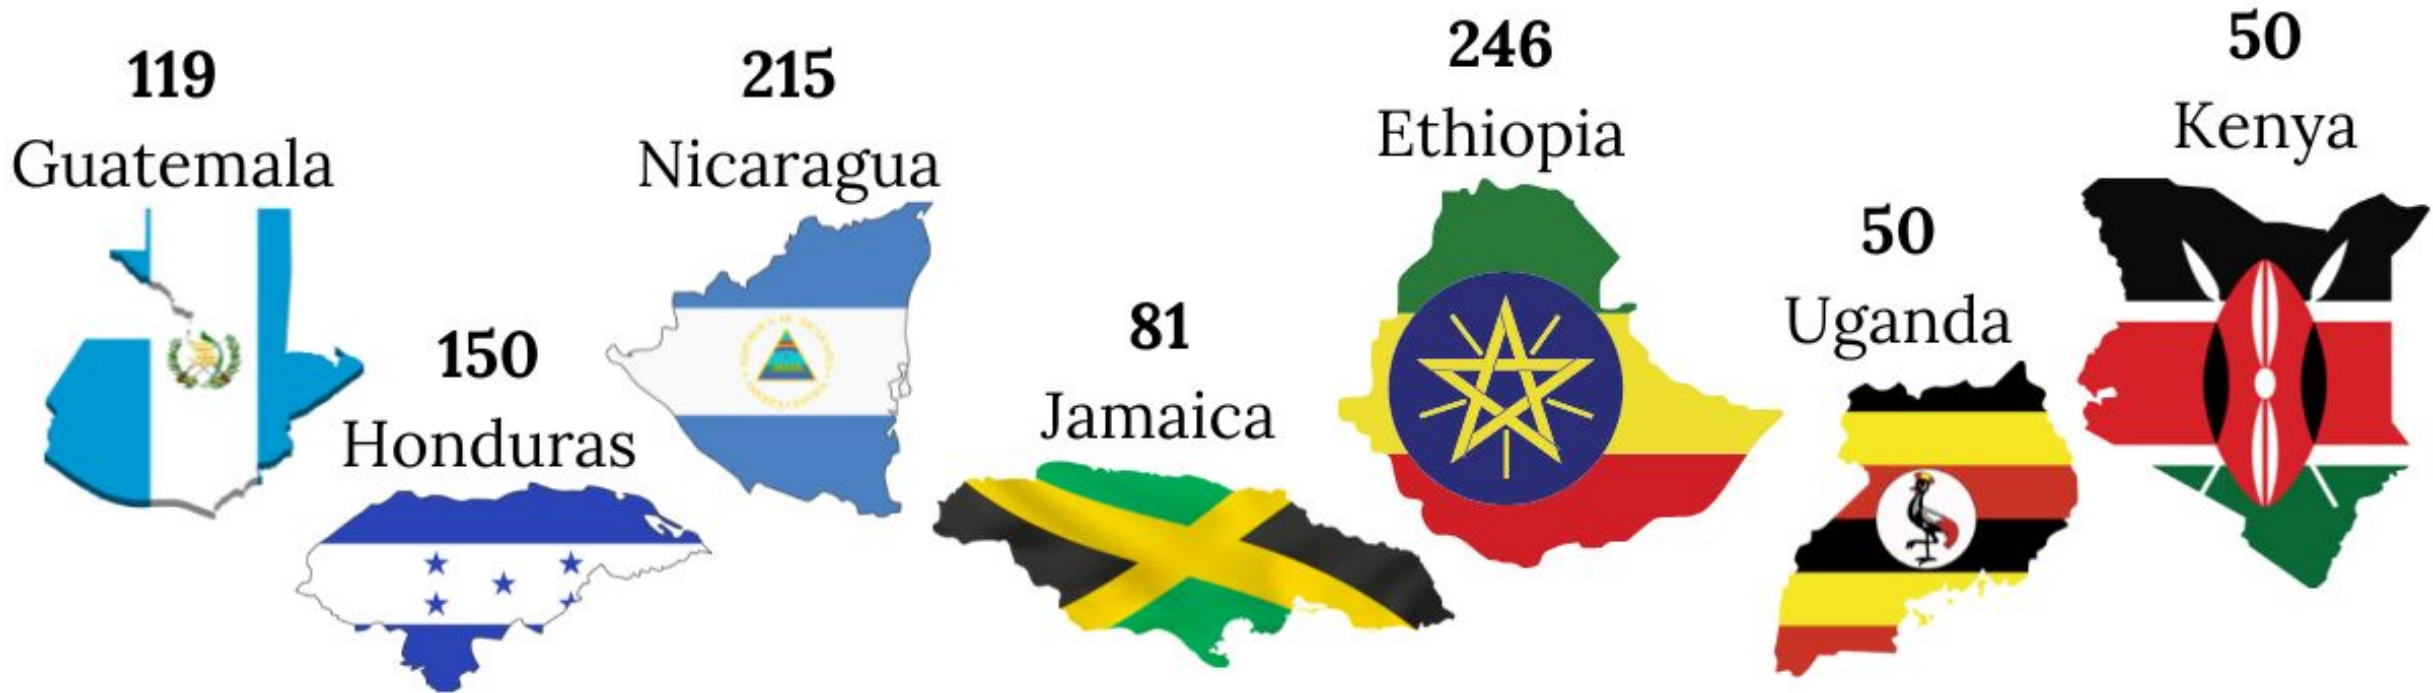 119
Guatemala
150
Honduras
215
Nicaragua
81
Jamaica
246
Ethiopia
50
Uganda
50
Kenya